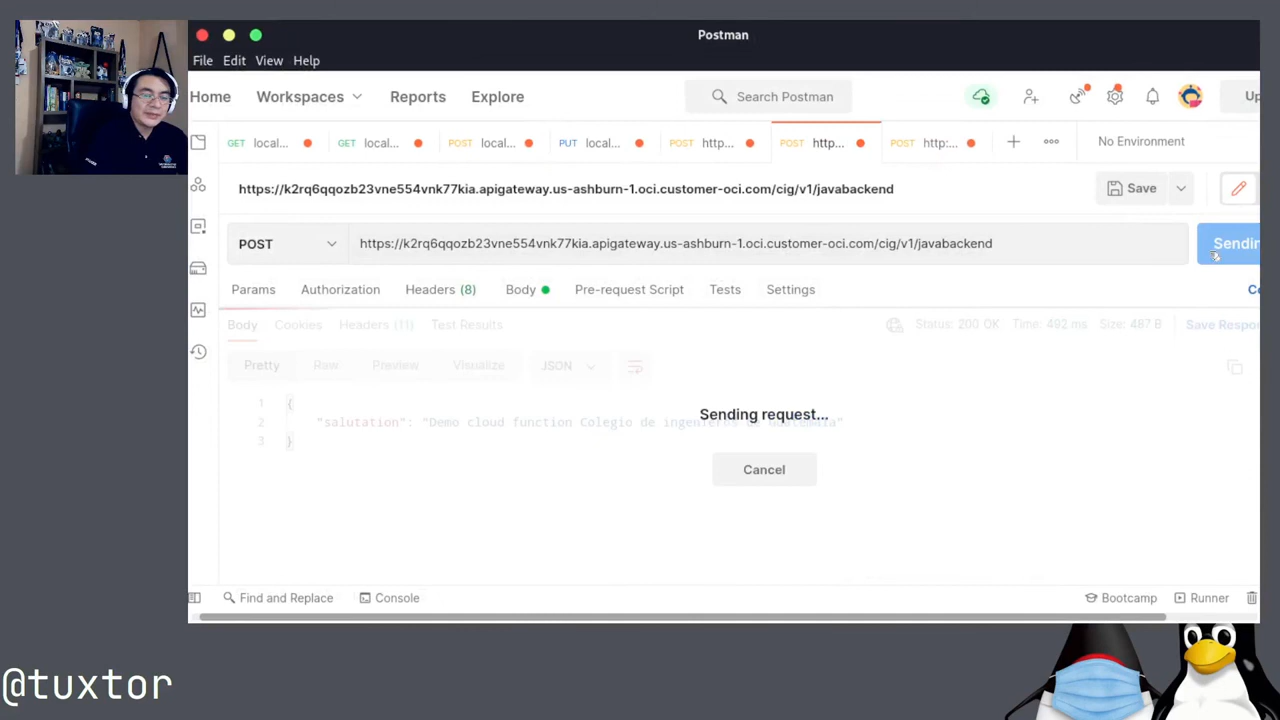 Postman
File Edit View Help
Home Workspaces Reports Explore Search Postman Up
GET local... GET local... POST local... PUT local... POST http... POST http... POST http:... No Environment
https://k2rq6qqozb23vne554vnk77kia.apigateway.us-ashburn-1.oci.customer-oci.com/cig/v1/javabackend Save
POST https://k2rq6qqozb23vne554vnk77kia.apigateway.us-ashburn-1.oci.customer-oci.com/cig/v1/javabackend Sendin
Params Authorization Headers (8) Body Pre-request Script Tests Settings Co
Body Cookies Headers (11) Test Results Status: 200 OK Time: 492 ms Size: 487 B Save Respon
Pretty Raw Preview Visualize JSON
1 {
Sending request...
2 "salutation": "Demo cloud function Colegio de ingenieros de Guatemala"
3 }
Cancel
Find and Replace Console Bootcamp Runner
@tuxtor